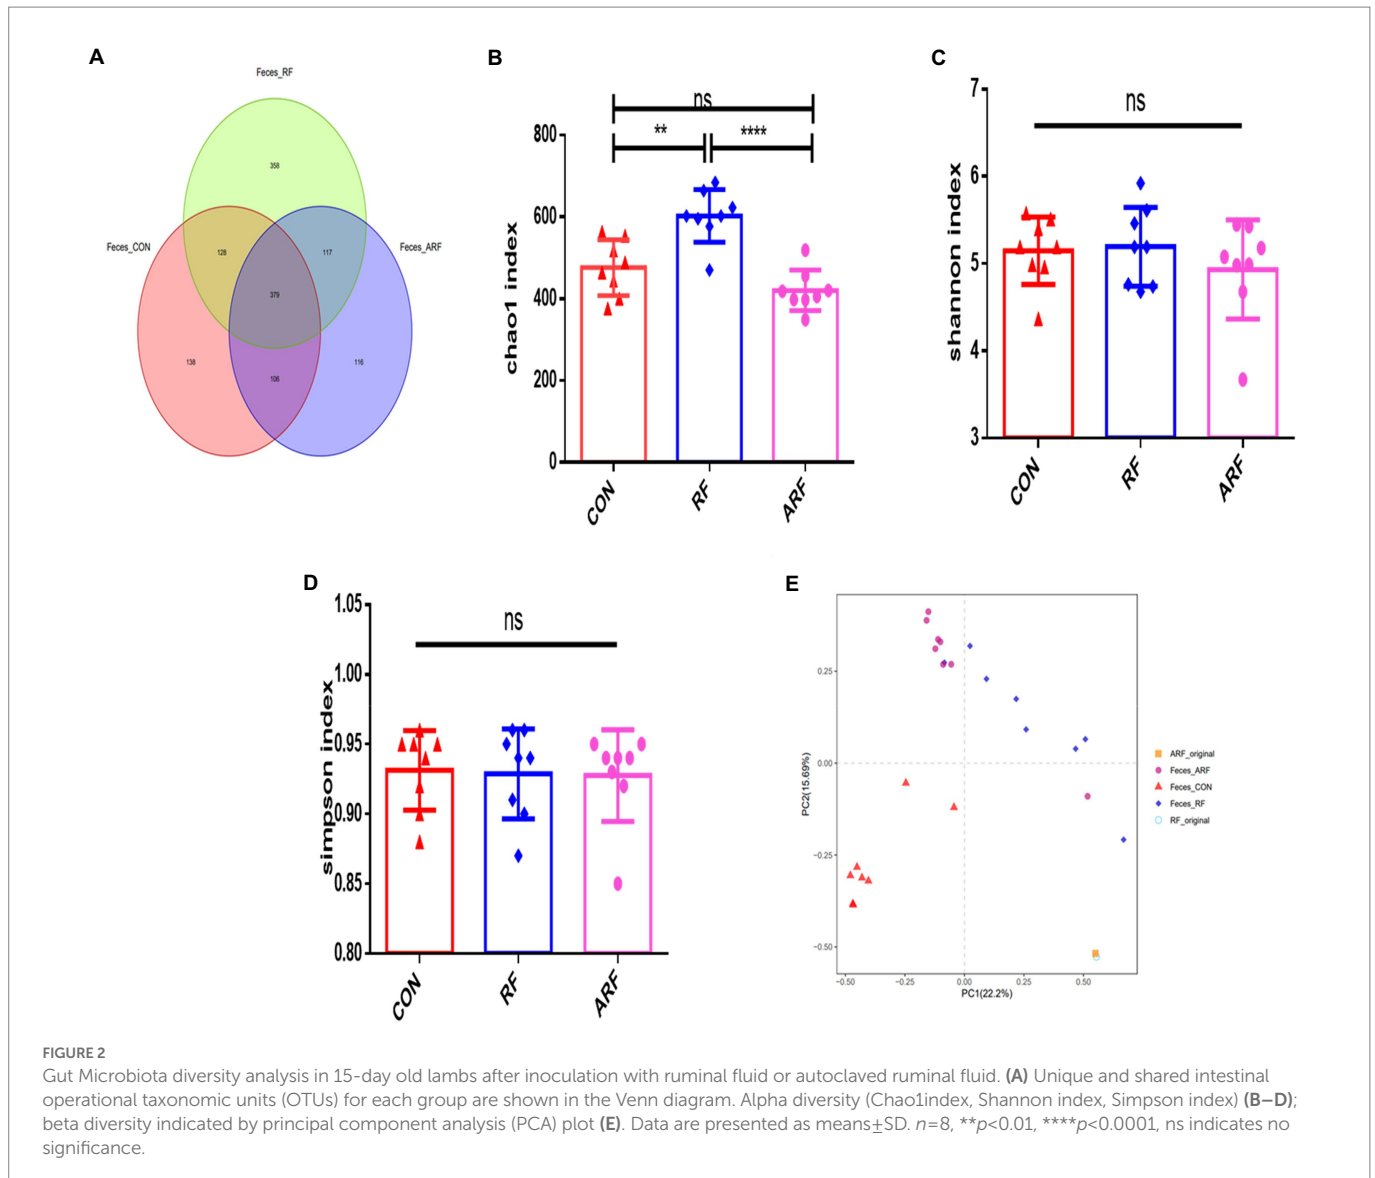 A
Feces_RF
358
Feces_CON
Feces_ARF
128
117
379
138
106
116
B
ns
** ****
800
600
400
200
0
chao1 index
CON
RF
ARF
C
ns
7
6
5
4
3
shannon index
CON
RF
ARF
D
ns
1.05
1.00
0.95
0.90
0.85
0.80
simpson index
CON
RF
ARF
E
0.25
0.00
−0.25
−0.50
PC2(15.69%)
−0.50 −0.25 0.00 0.25 0.50
PC1(22.2%)
ARF_original
Feces_ARF
Feces_CON
Feces_RF
RF_original
FIGURE 2
Gut Microbiota diversity analysis in 15-day old lambs after inoculation with ruminal fluid or autoclaved ruminal fluid. (A) Unique and shared intestinal
operational taxonomic units (OTUs) for each group are shown in the Venn diagram. Alpha diversity (Chao1index, Shannon index, Simpson index) (B–D);
beta diversity indicated by principal component analysis (PCA) plot (E). Data are presented as means±SD. n=8, **p<0.01, ****p<0.0001, ns indicates no
significance.